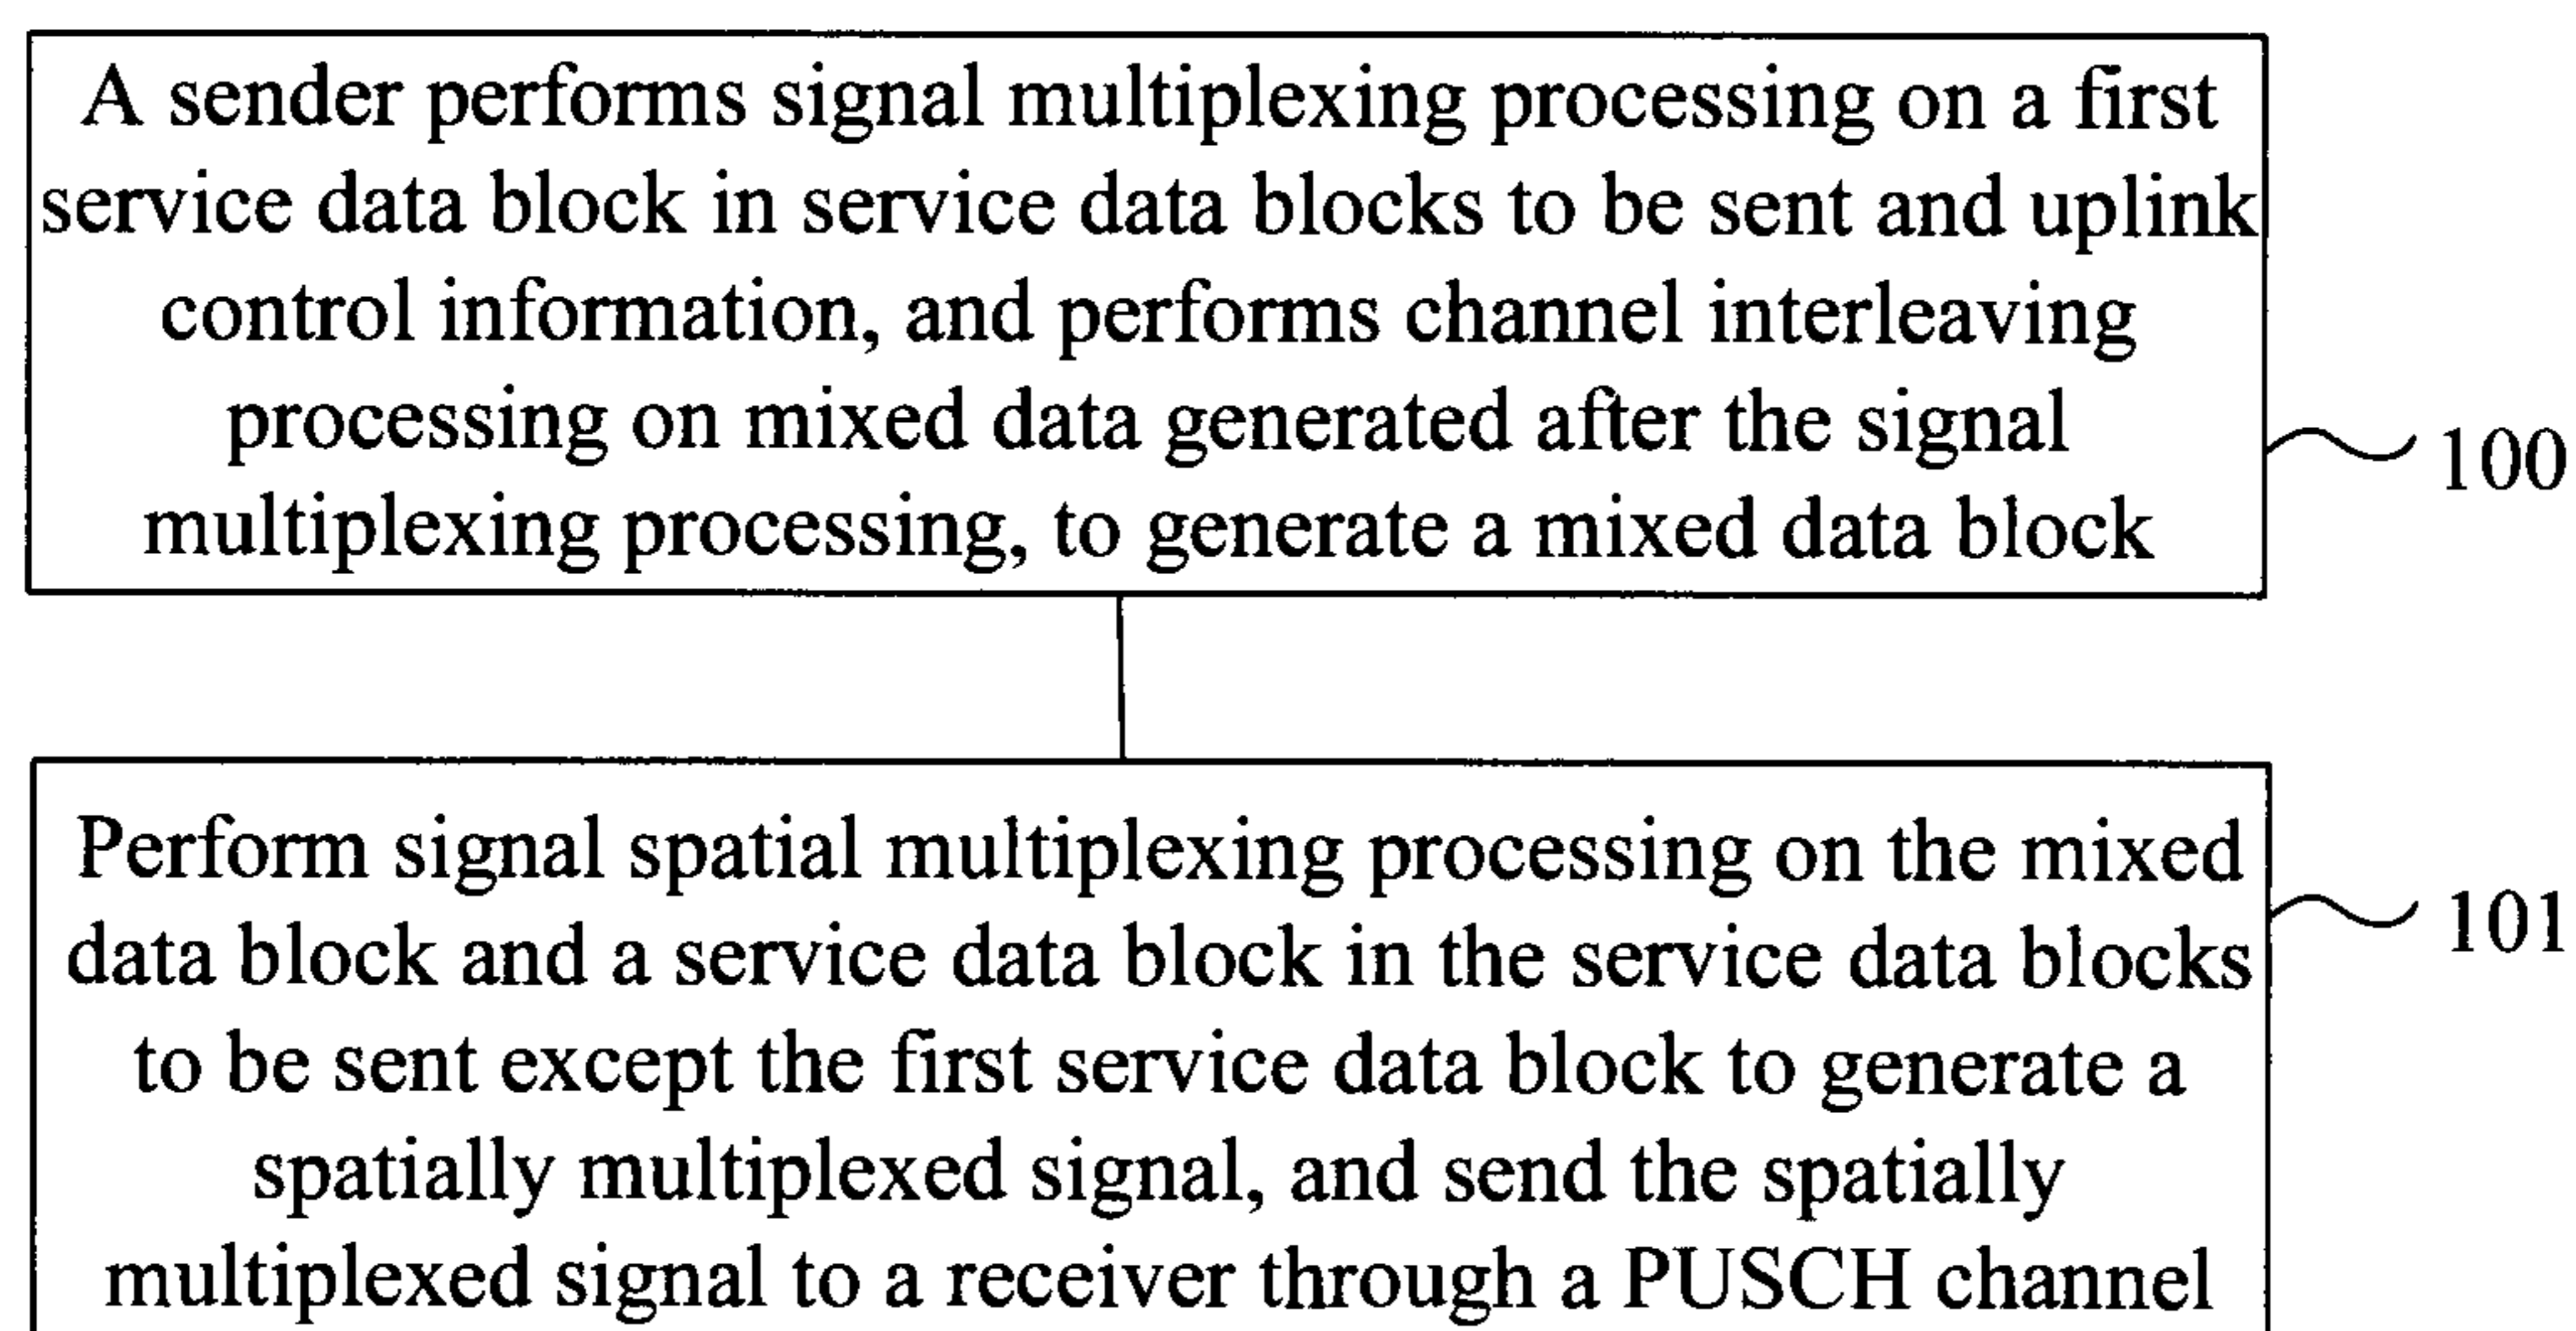 A sender performs signal multiplexing processing on a first
service data block in service data blocks to be sent and uplink
control information, and performs channel interleaving
processing on mixed data generated after the signal
multiplexing processing, to generate a mixed data block
100
Perform signal spatial multiplexing processing on the mixed
data block and a service data block in the service data blocks
to be sent except the first service data block to generate a
spatially multiplexed signal, and send the spatially
multiplexed signal to a receiver through a PUSCH channel
101